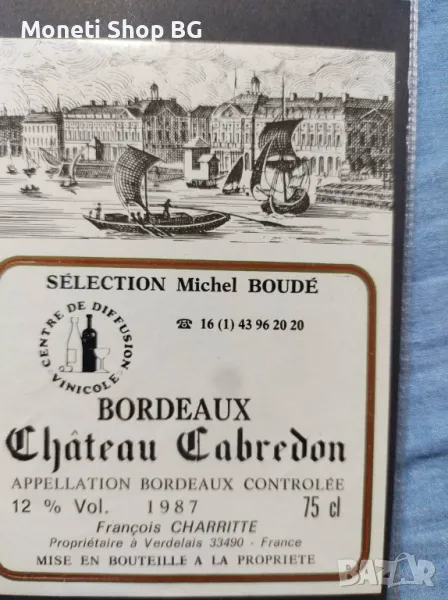 Moneti Shop BG
SÉLECTION Michel BOUDÉ
☎ 16 (1) 43 96 20 20
CENTRE DE DIFFUSION VINICOLE
BORDEAUX
Château Cabredon
APPELLATION BORDEAUX CONTROLÉE
12 % Vol. 1987 75 cl
François CHARRITTE
Propriétaire à Verdelais 33490 - France
MISE EN BOUTEILLE A LA PROPRIETE
BAZAR